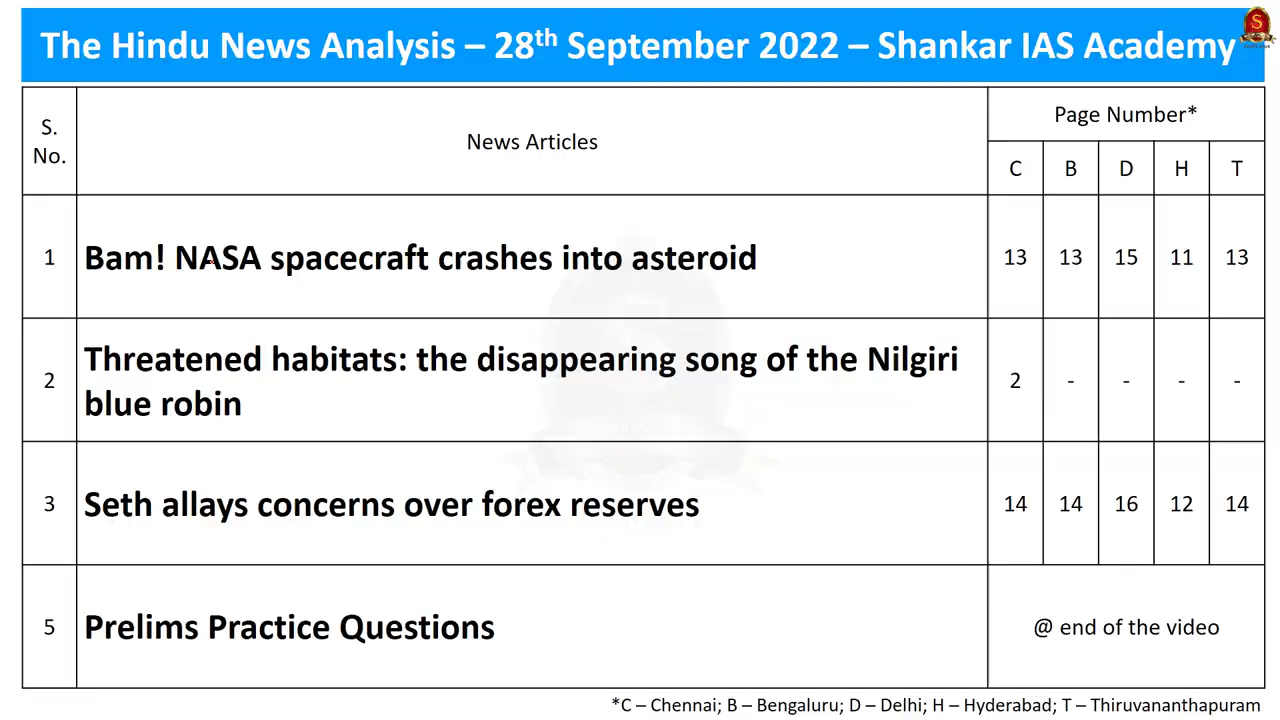 The Hindu News Analysis – 28th September 2022 – Shankar IAS Academy
S. No.
News Articles
Page Number*
C B D H T
1 Bam! NASA spacecraft crashes into asteroid 13 13 15 11 13
2 Threatened habitats: the disappearing song of the Nilgiri
blue robin 2 - - - -
3 Seth allays concerns over forex reserves 14 14 16 12 14
5 Prelims Practice Questions @ end of the video
*C – Chennai; B – Bengaluru; D – Delhi; H – Hyderabad; T – Thiruvananthapuram